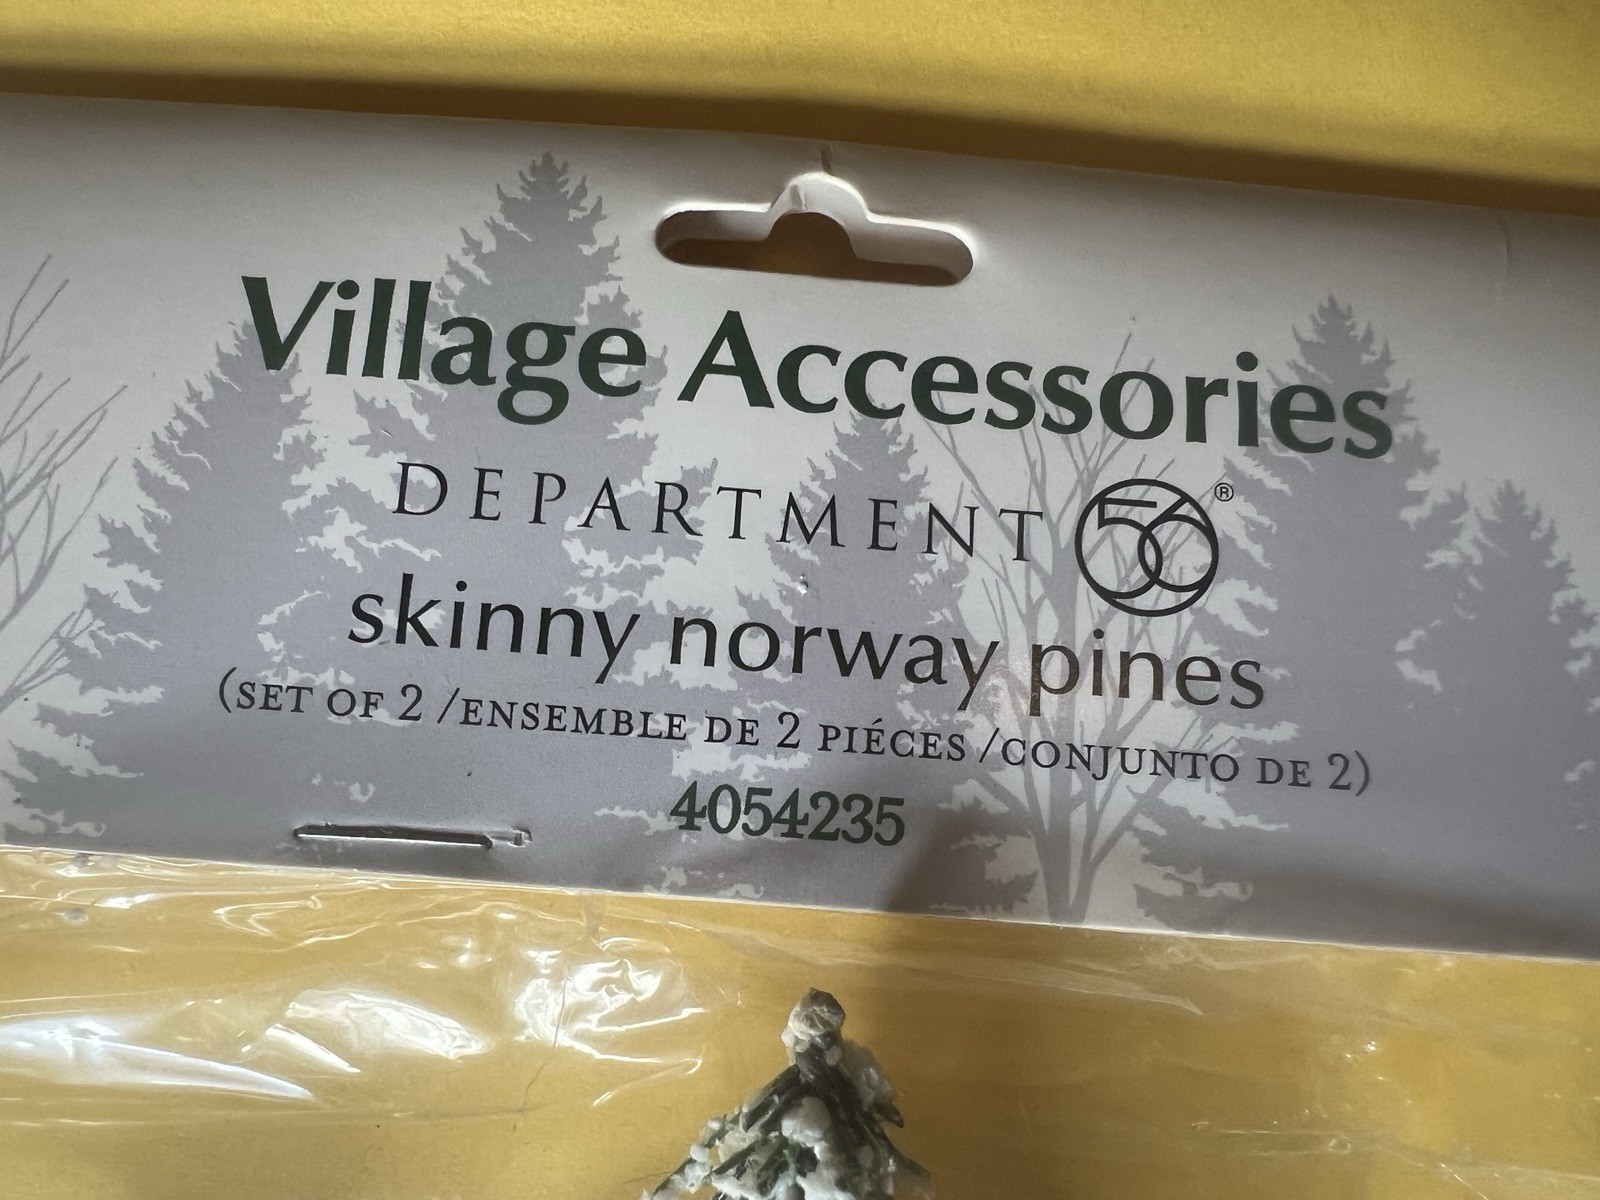 Village Accessories
DEPARTMENT 56®
skinny norway pines
(SET OF 2 /ENSEMBLE DE 2 PIÉCES /CONJUNTO DE 2)
4054235